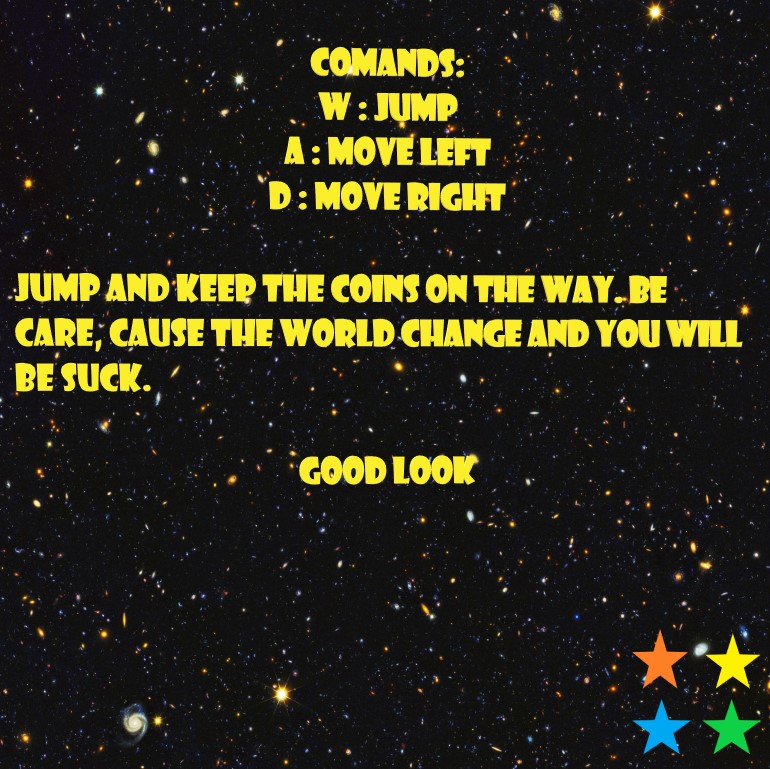 COMANDS:
W : JUMP
A : MOVE LEFT
D : MOVE RIGHT
JUMP AND KEEP THE COINS ON THE WAY. BE
CARE, CAUSE THE WORLD CHANGE AND YOU WILL
BE SUCK.
GOOD LOOK